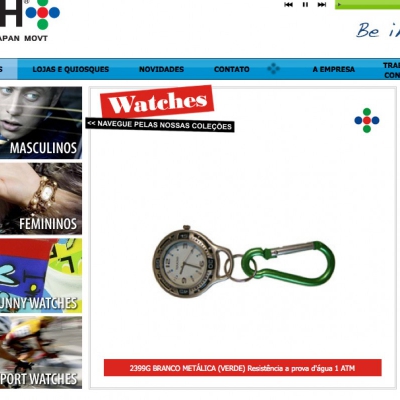 H®
APAN MOVT
Be i
S
LOJAS E QUIOSQUES
NOVIDADES
CONTATO
A EMPRESA
TRA
CON
Watches
<< NAVEGUE PELAS NOSSAS COLEÇÕES
MASCULINOS
FEMININOS
UNNY WATCHES
PORT WATCHES
2399G BRANCO METÁLICA (VERDE) Resistência a prova d'água 1 ATM